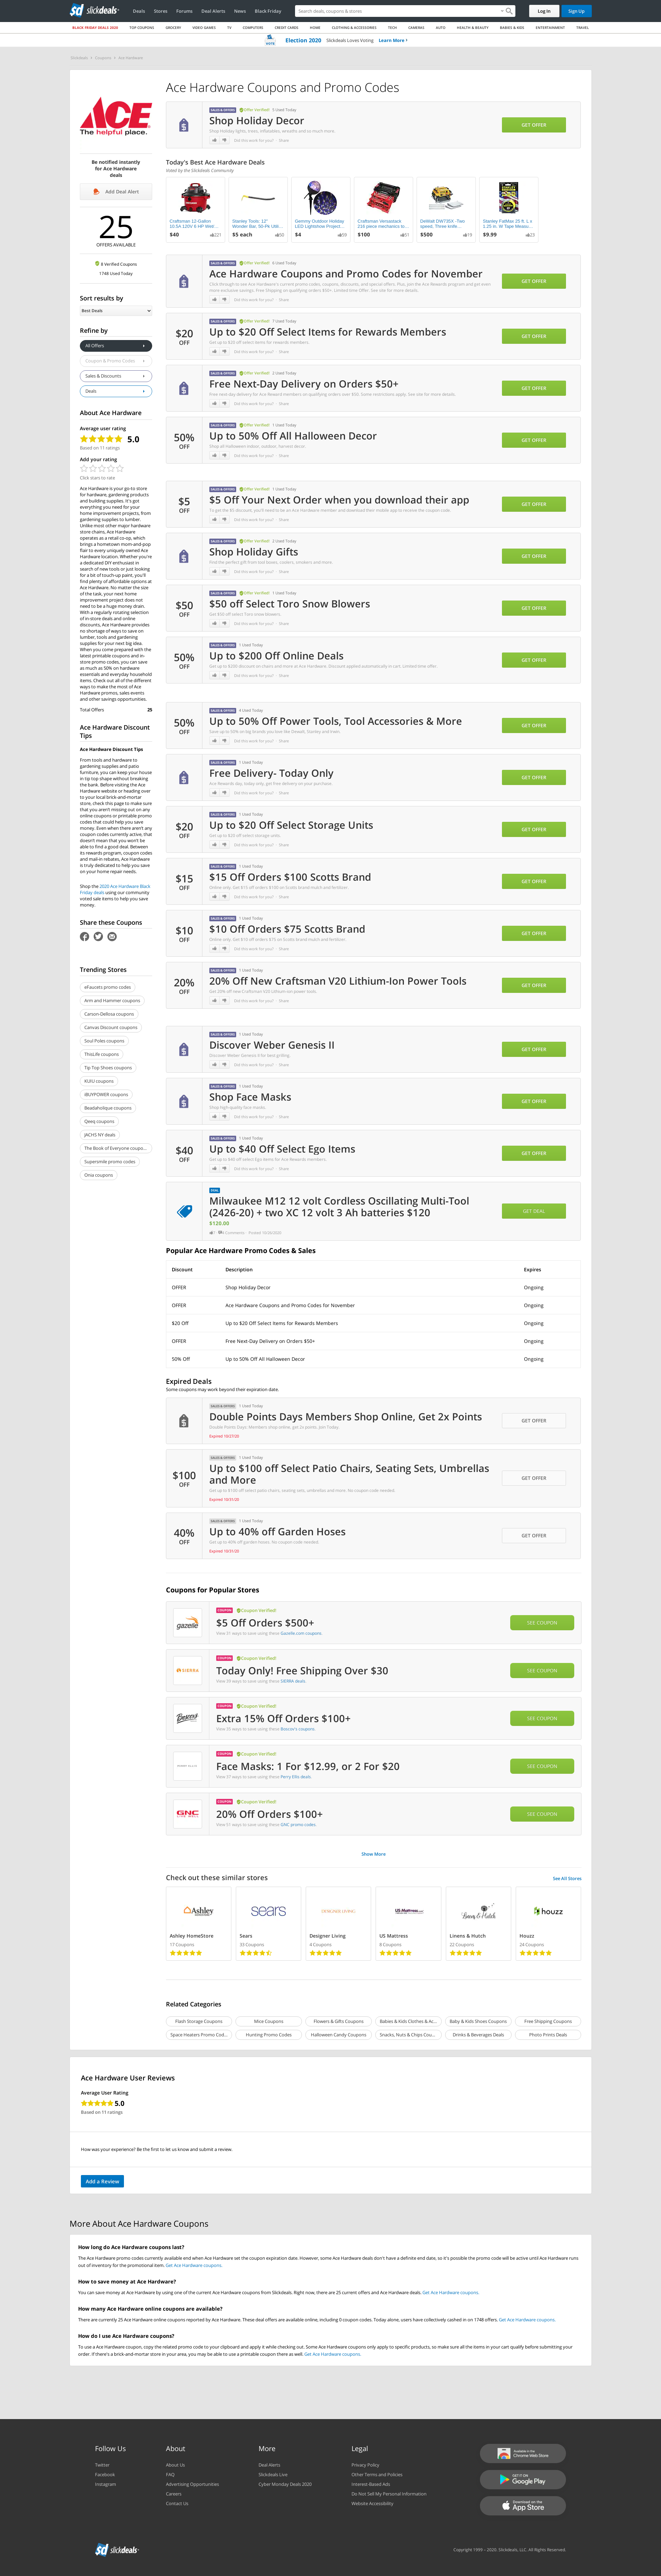 slickdeals
Deals Stores Forums Deal Alerts News Black Friday
Search deals, coupons & stores
Log In
Sign Up
BLACK FRIDAY DEALS 2020 TOP COUPONS GROCERY VIDEO GAMES TV COMPUTERS CREDIT CARDS HOME CLOTHING & ACCESSORIES TECH CAMERAS AUTO HEALTH & BEAUTY BABIES & KIDS ENTERTAINMENT TRAVEL
VOTE Election 2020 Slickdeals Loves Voting Learn More
Slickdeals > Coupons > Ace Hardware
ACE
The helpful place.
Be notified instantly
for Ace Hardware
deals
Add Deal Alert
25
OFFERS AVAILABLE
8 Verified Coupons
1748 Used Today
Sort results by
Best Deals
Refine by
All Offers
Coupon & Promo Codes
Sales & Discounts
Deals
About Ace Hardware
Average user rating
5.0
Based on 11 ratings
Add your rating
Click stars to rate
Ace Hardware is your go-to store
for hardware, gardening products
and building supplies. It's got
everything you need for your
home improvement projects, from
gardening supplies to lumber.
Unlike most other major hardware
store chains, Ace Hardware
operates as a retail co-op, which
brings a hometown mom-and-pop
flair to every uniquely owned Ace
Hardware location. Whether you're
a dedicated DIY enthusiast in
search of new tools or just looking
for a bit of touch-up paint, you'll
find plenty of affordable options at
Ace Hardware. No matter the size
of the task, your next home
improvement project does not
need to be a huge money drain.
With a regularly rotating selection
of in-store deals and online
discounts, Ace Hardware provides
no shortage of ways to save on
lumber, tools and gardening
supplies for your next big idea.
When you come prepared with the
latest printable coupons and in-
store promo codes, you can save
as much as 50% on hardware
essentials and everyday household
items. Check out all of the different
ways to save at the most Ace
Hardware promos, sales events
and other savings opportunities.
Total Offers 25
Ace Hardware Discount
Tips
Ace Hardware Discount Tips
From tools and hardware to
gardening supplies and patio
furniture, you can keep your house
in tip top shape without breaking
the bank. Before visiting the Ace
Hardware website or heading over
to your local brick-and-mortar
store, check this page to make sure
that you aren't missing out on any
online coupons or printable promo
codes that could help you save
money. Even when there aren't any
coupon codes currently active, that
doesn't mean that you won't be
able to find a good deal. Between
its rewards program, coupon codes
and mail-in rebates, Ace Hardware
is truly dedicated to help you save
on your home repair needs.
Shop the 2020 Ace Hardware Black
Friday deals using our community
voted sale items to help you save
money.
Share these Coupons
Trending Stores
eFaucets promo codes
Arm and Hammer coupons
Carson-Dellosa coupons
Canvas Discount coupons
Soul Poles coupons
ThisLife coupons
Tip Top Shoes coupons
KUIU coupons
iBUYPOWER coupons
Beadaholique coupons
Qeeq coupons
JACHS NY deals
The Book of Everyone coupo...
Supersmile promo codes
Onia coupons
Ace Hardware Coupons and Promo Codes
SALES & OFFERS Offer Verified! 5 Used Today
Shop Holiday Decor
Shop Holiday lights, trees, inflatables, wreaths and so much more.
Did this work for you? Share
GET OFFER
Today's Best Ace Hardware Deals
Voted by the Slickdeals Community
Craftsman 12-Gallon
10.5A 120V 6 HP Wet/...
$40 221
Stanley Tools: 12"
Wonder Bar, 50-Pk Utilit...
$5 each 50
Gemmy Outdoor Holiday
LED Lightshow Project...
$4 59
Craftsman Versastack
216 piece mechanics to...
$100 31
DeWalt DW735X -Two
speed, Three knife...
$500 19
Stanley FatMax 25 ft. L x
1.25 in. W Tape Measu...
$9.99 23
SALES & OFFERS Offer Verified! 6 Used Today
Ace Hardware Coupons and Promo Codes for November
Click through to see Ace Hardware's current promo codes, coupons, discounts, and special offers. Plus, join the Ace Rewards program and get even
more exclusive savings. Free Shipping on qualifying orders $50+. Limited time Offer. See site for more details.
Did this work for you? Share
GET OFFER
$20
OFF
SALES & OFFERS Offer Verified! 7 Used Today
Up to $20 Off Select Items for Rewards Members
Get up to $20 off select items for rewards members.
Did this work for you? Share
GET OFFER
SALES & OFFERS Offer Verified! 2 Used Today
Free Next-Day Delivery on Orders $50+
Free next-day delivery for Ace Reward members on qualifying orders over $50. Some restrictions apply. See site for more details.
Did this work for you? Share
GET OFFER
50%
OFF
SALES & OFFERS Offer Verified! 1 Used Today
Up to 50% Off All Halloween Decor
Shop all halloween indoor, outdoor, harvest decor.
Did this work for you? Share
GET OFFER
$5
OFF
SALES & OFFERS Offer Verified! 1 Used Today
$5 Off Your Next Order when you download their app
To get the $5 discount, you'll need to be an Ace Hardware member and download their mobile app to receive the coupon code.
Did this work for you? Share
GET OFFER
SALES & OFFERS Offer Verified! 2 Used Today
Shop Holiday Gifts
Find the perfect gift from tool boxes, coolers, smokers and more.
Did this work for you? Share
GET OFFER
$50
OFF
SALES & OFFERS Offer Verified! 1 Used Today
$50 off Select Toro Snow Blowers
Get $50 off select Toro snow blowers.
Did this work for you? Share
GET OFFER
50%
OFF
SALES & OFFERS 1 Used Today
Up to $200 Off Online Deals
Get up to $200 discount on chairs and more at Ace Hardware. Discount applied automatically in cart. Limited time offer.
Did this work for you? Share
GET OFFER
50%
OFF
SALES & OFFERS 4 Used Today
Up to 50% Off Power Tools, Tool Accessories & More
Save up to 50% on big brands you love like Dewalt, Stanley and Irwin.
Did this work for you? Share
GET OFFER
SALES & OFFERS 1 Used Today
Free Delivery- Today Only
Ace Rewards day, today only, get free delivery on your purchase.
Did this work for you? Share
GET OFFER
$20
OFF
SALES & OFFERS 1 Used Today
Up to $20 Off Select Storage Units
Get up to $20 off select storage units.
Did this work for you? Share
GET OFFER
$15
OFF
SALES & OFFERS 1 Used Today
$15 Off Orders $100 Scotts Brand
Online only. Get $15 off orders $100 on Scotts brand mulch and fertilizer.
Did this work for you? Share
GET OFFER
$10
OFF
SALES & OFFERS 1 Used Today
$10 Off Orders $75 Scotts Brand
Online only. Get $10 off orders $75 on Scotts brand mulch and fertilizer.
Did this work for you? Share
GET OFFER
20%
OFF
SALES & OFFERS 1 Used Today
20% Off New Craftsman V20 Lithium-Ion Power Tools
Get 20% off new Craftsman V20 Lithium-ion power tools.
Did this work for you? Share
GET OFFER
SALES & OFFERS 1 Used Today
Discover Weber Genesis II
Discover Weber Genesis II for best grilling.
Did this work for you? Share
GET OFFER
SALES & OFFERS 1 Used Today
Shop Face Masks
Shop high quality face masks.
Did this work for you? Share
GET OFFER
$40
OFF
SALES & OFFERS 1 Used Today
Up to $40 Off Select Ego Items
Get up to $40 off select Ego items for Ace Rewards members.
Did this work for you? Share
GET OFFER
DEAL
Milwaukee M12 12 volt Cordless Oscillating Multi-Tool
(2426-20) + two XC 12 volt 3 Ah batteries $120
$120.00
Comments Posted 10/26/2020
GET DEAL
Popular Ace Hardware Promo Codes & Sales
Discount Description Expires
OFFER Shop Holiday Decor Ongoing
OFFER Ace Hardware Coupons and Promo Codes for November Ongoing
$20 Off Up to $20 Off Select Items for Rewards Members Ongoing
OFFER Free Next-Day Delivery on Orders $50+ Ongoing
50% Off Up to 50% Off All Halloween Decor Ongoing
Expired Deals
Some coupons may work beyond their expiration date.
SALES & OFFERS 1 Used Today
Double Points Days Members Shop Online, Get 2x Points
Double Points Days: Members shop online, get 2x points. Join Today.
Expired 10/27/20
GET OFFER
$100
OFF
SALES & OFFERS 1 Used Today
Up to $100 off Select Patio Chairs, Seating Sets, Umbrellas
and More
Get up to $100 off select patio chairs, seating sets, umbrellas and more. No coupon code needed.
Expired 10/31/20
GET OFFER
40%
OFF
SALES & OFFERS 1 Used Today
Up to 40% off Garden Hoses
Get up to 40% off garden hoses. No coupon code needed.
Expired 10/31/20
GET OFFER
Coupons for Popular Stores
gazelle
COUPON Coupon Verified!
$5 Off Orders $500+
View 31 ways to save using these Gazelle.com coupons.
SEE COUPON
SIERRA
COUPON Coupon Verified!
Today Only! Free Shipping Over $30
View 39 ways to save using these SIERRA deals.
SEE COUPON
Boscov's
COUPON Coupon Verified!
Extra 15% Off Orders $100+
View 35 ways to save using these Boscov's coupons.
SEE COUPON
PERRY ELLIS
COUPON Coupon Verified!
Face Masks: 1 For $12.99, or 2 For $20
View 37 ways to save using these Perry Ellis deals.
SEE COUPON
GNC
LIVE WELL
COUPON Coupon Verified!
20% Off Orders $100+
View 51 ways to save using these GNC promo codes.
SEE COUPON
Show More
Check out these similar stores
See All Stores
Ashley
HOMESTORE
Ashley HomeStore
17 Coupons
sears
Sears
33 Coupons
DESIGNER LIVING
Designer Living
4 Coupons
US-Mattress.com
US Mattress
8 Coupons
Linens & Hutch
Linens & Hutch
22 Coupons
houzz
Houzz
24 Coupons
Related Categories
Flash Storage Coupons
Mice Coupons
Flowers & Gifts Coupons
Babies & Kids Clothes & Ac...
Baby & Kids Shoes Coupons
Free Shipping Coupons
Space Heaters Promo Cod...
Hunting Promo Codes
Halloween Candy Coupons
Snacks, Nuts & Chips Cou...
Drinks & Beverages Deals
Photo Prints Deals
Ace Hardware User Reviews
Average User Rating
5.0
Based on 11 ratings
How was your experience? Be the first to let us know and submit a review.
Add a Review
More About Ace Hardware Coupons
How long do Ace Hardware coupons last?
The Ace Hardware promo codes currently available end when Ace Hardware set the coupon expiration date. However, some Ace Hardware deals don't have a definite end date, so it's possible the promo code will be active until Ace Hardware runs
out of inventory for the promotional item. Get Ace Hardware coupons.
How to save money at Ace Hardware?
You can save money at Ace Hardware by using one of the current Ace Hardware coupons from Slickdeals. Right now, there are 25 current offers and Ace Hardware deals. Get Ace Hardware coupons.
How many Ace Hardware online coupons are available?
There are currently 25 Ace Hardware online coupons reported by Ace Hardware. These deal offers are available online, including 0 coupon codes. Today alone, users have collectively cashed in on 1748 offers. Get Ace Hardware coupons.
How do I use Ace Hardware coupons?
To use a Ace Hardware coupon, copy the related promo code to your clipboard and apply it while checking out. Some Ace Hardware coupons only apply to specific products, so make sure all the items in your cart qualify before submitting your
order. If there's a brick-and-mortar store in your area, you may be able to use a printable coupon there as well. Get Ace Hardware coupons.
Follow Us
Twitter
Facebook
Instagram
About
About Us
FAQ
Advertising Opportunities
Careers
Contact Us
More
Deal Alerts
Slickdeals Live
Cyber Monday Deals 2020
Legal
Privacy Policy
Other Terms and Policies
Interest-Based Ads
Do Not Sell My Personal Information
Website Accessibility
Available in the
Chrome Web Store
GET IT ON
Google Play
Download on the
App Store
slickdeals
Copyright 1999 - 2020. Slickdeals, LLC. All Rights Reserved.